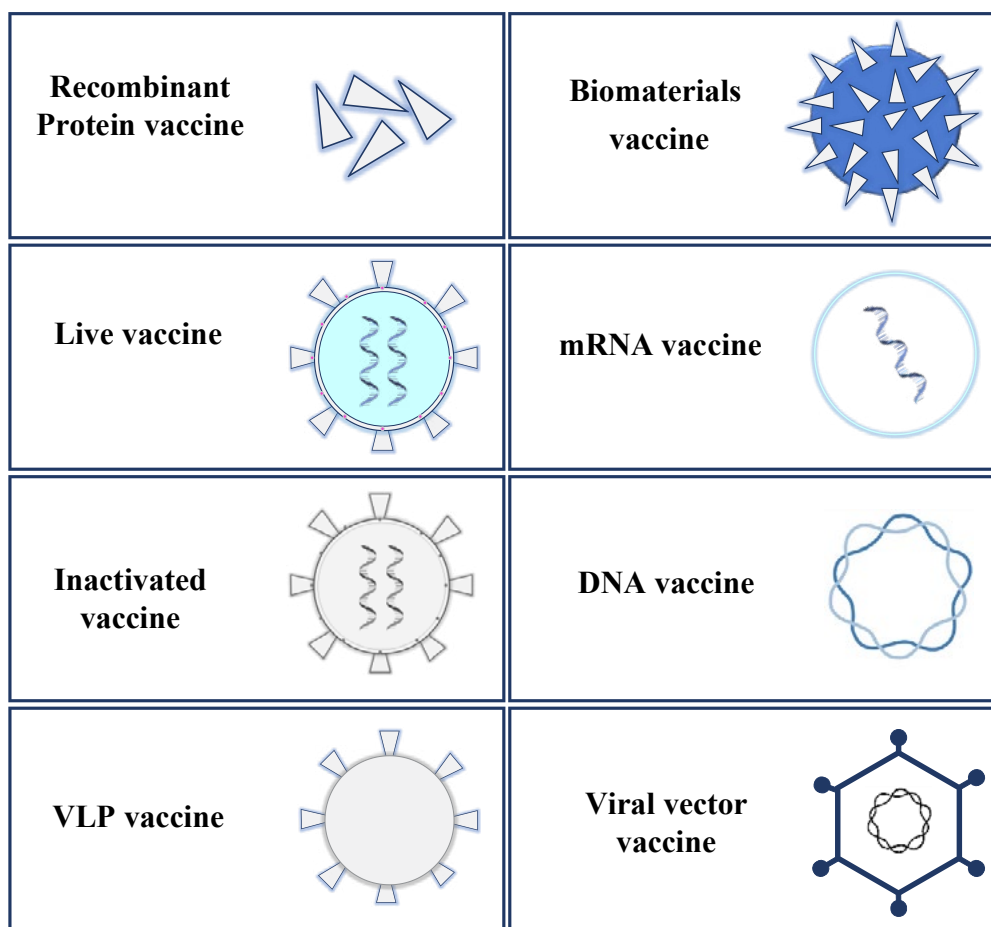 Recombinant
Protein vaccine
Biomaterials
vaccine
Live vaccine
mRNA vaccine
Inactivated
vaccine
DNA vaccine
VLP vaccine
Viral vector
vaccine